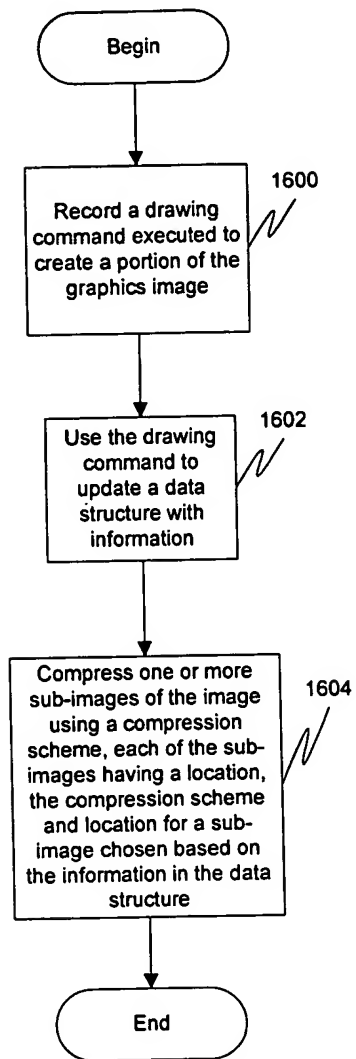 Begin
1600
Record a drawing
command executed to
create a portion of the
graphics image
1602
Use the drawing
command to
update a data
structure with
information
1604
Compress one or more
sub-images of the image
using a compression
scheme, each of the sub-
images having a location,
the compression scheme
and location for a sub-
image chosen based on
the information in the data
structure
End